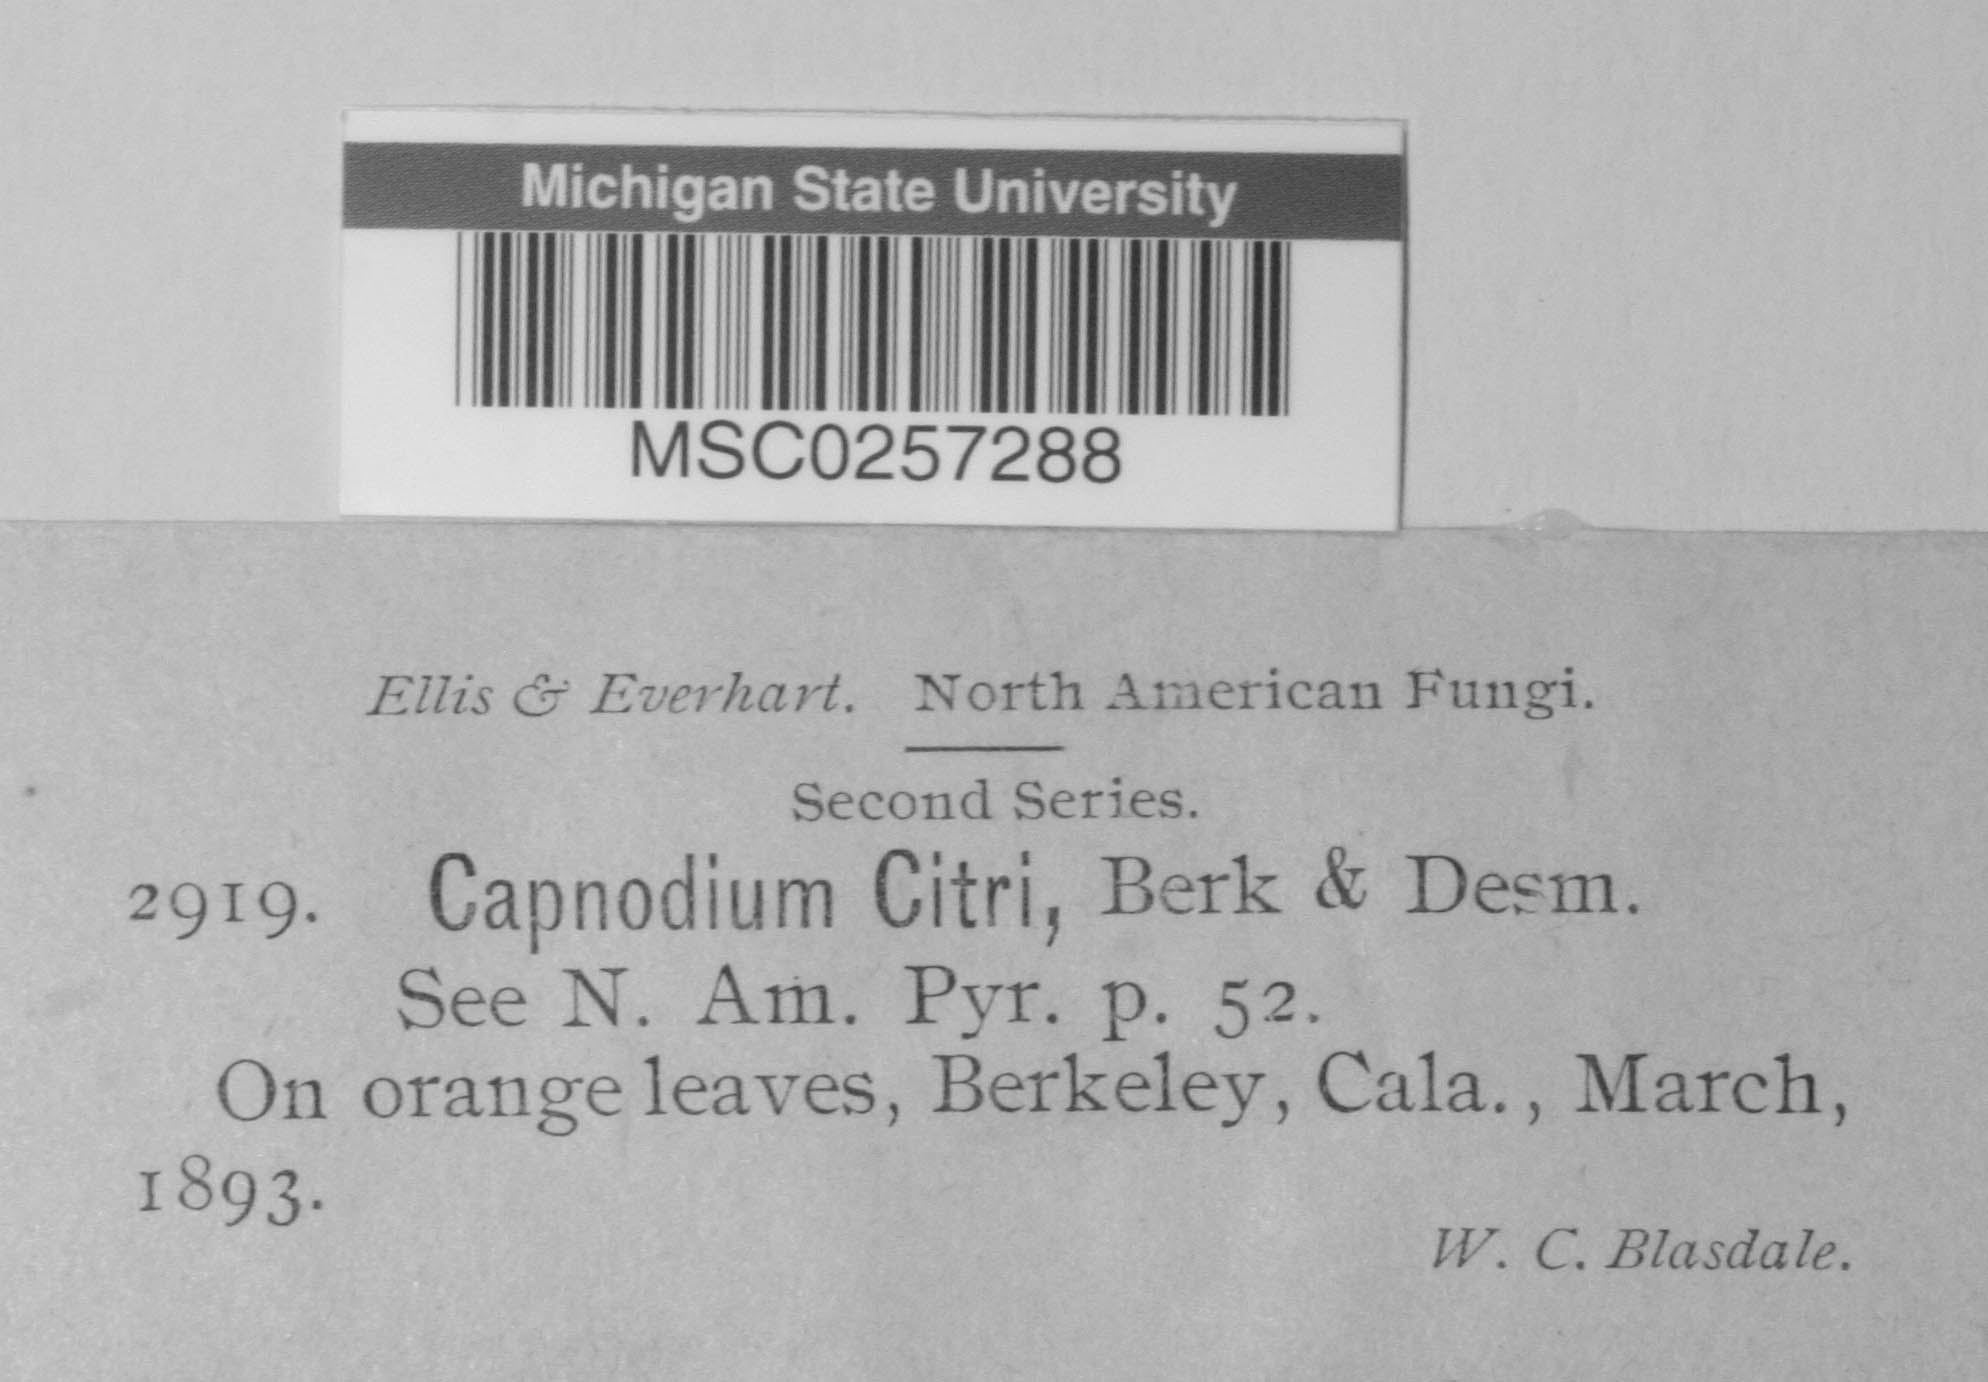 Michigan State University
MSC0257288
Ellis & Everhart. North American Fungi.
Second Series.
2919. Capnodium Citri, Berk & Desm.
See N. Am. Pyr. p. 52.
On orange leaves, Berkeley, Cala., March,
1893.
W. C. Blasdale.